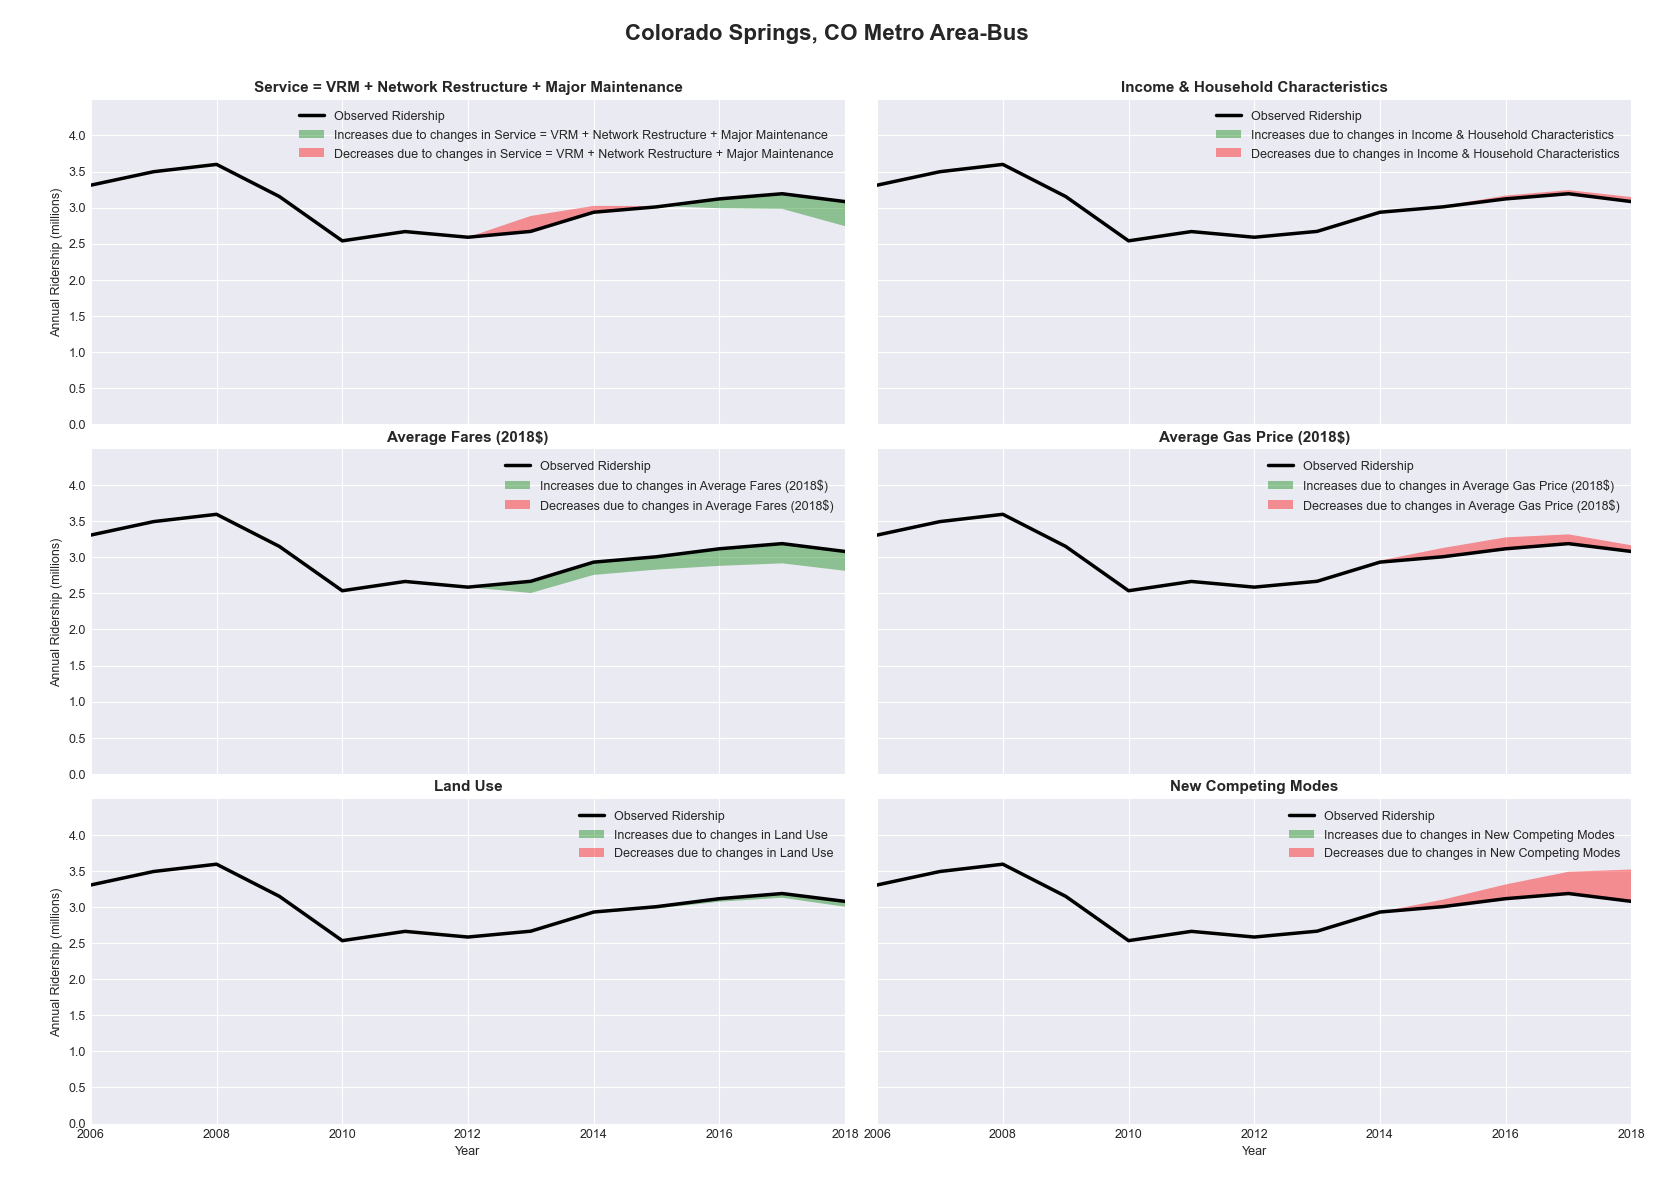 Colorado Springs, CO Metro Area-Bus
Service = VRM + Network Restructure + Major Maintenance
Observed Ridership
Increases due to changes in Service = VRM + Network Restructure + Major Maintenance
Decreases due to changes in Service = VRM + Network Restructure + Major Maintenance
Annual Ridership (millions)
4.0
3.5
3.0
2.5
2.0
1.5
1.0
0.5
0.0
Income & Household Characteristics
Observed Ridership
Increases due to changes in Income & Household Characteristics
Decreases due to changes in Income & Household Characteristics
Average Fares (2018$)
Observed Ridership
Increases due to changes in Average Fares (2018$)
Decreases due to changes in Average Fares (2018$)
Annual Ridership (millions)
4.0
3.5
3.0
2.5
2.0
1.5
1.0
0.5
0.0
Average Gas Price (2018$)
Observed Ridership
Increases due to changes in Average Gas Price (2018$)
Decreases due to changes in Average Gas Price (2018$)
Land Use
Observed Ridership
Increases due to changes in Land Use
Decreases due to changes in Land Use
Annual Ridership (millions)
4.0
3.5
3.0
2.5
2.0
1.5
1.0
0.5
0.0
2006 2008 2010 2012 2014 2016 2018
Year
New Competing Modes
Observed Ridership
Increases due to changes in New Competing Modes
Decreases due to changes in New Competing Modes
2006 2008 2010 2012 2014 2016 2018
Year